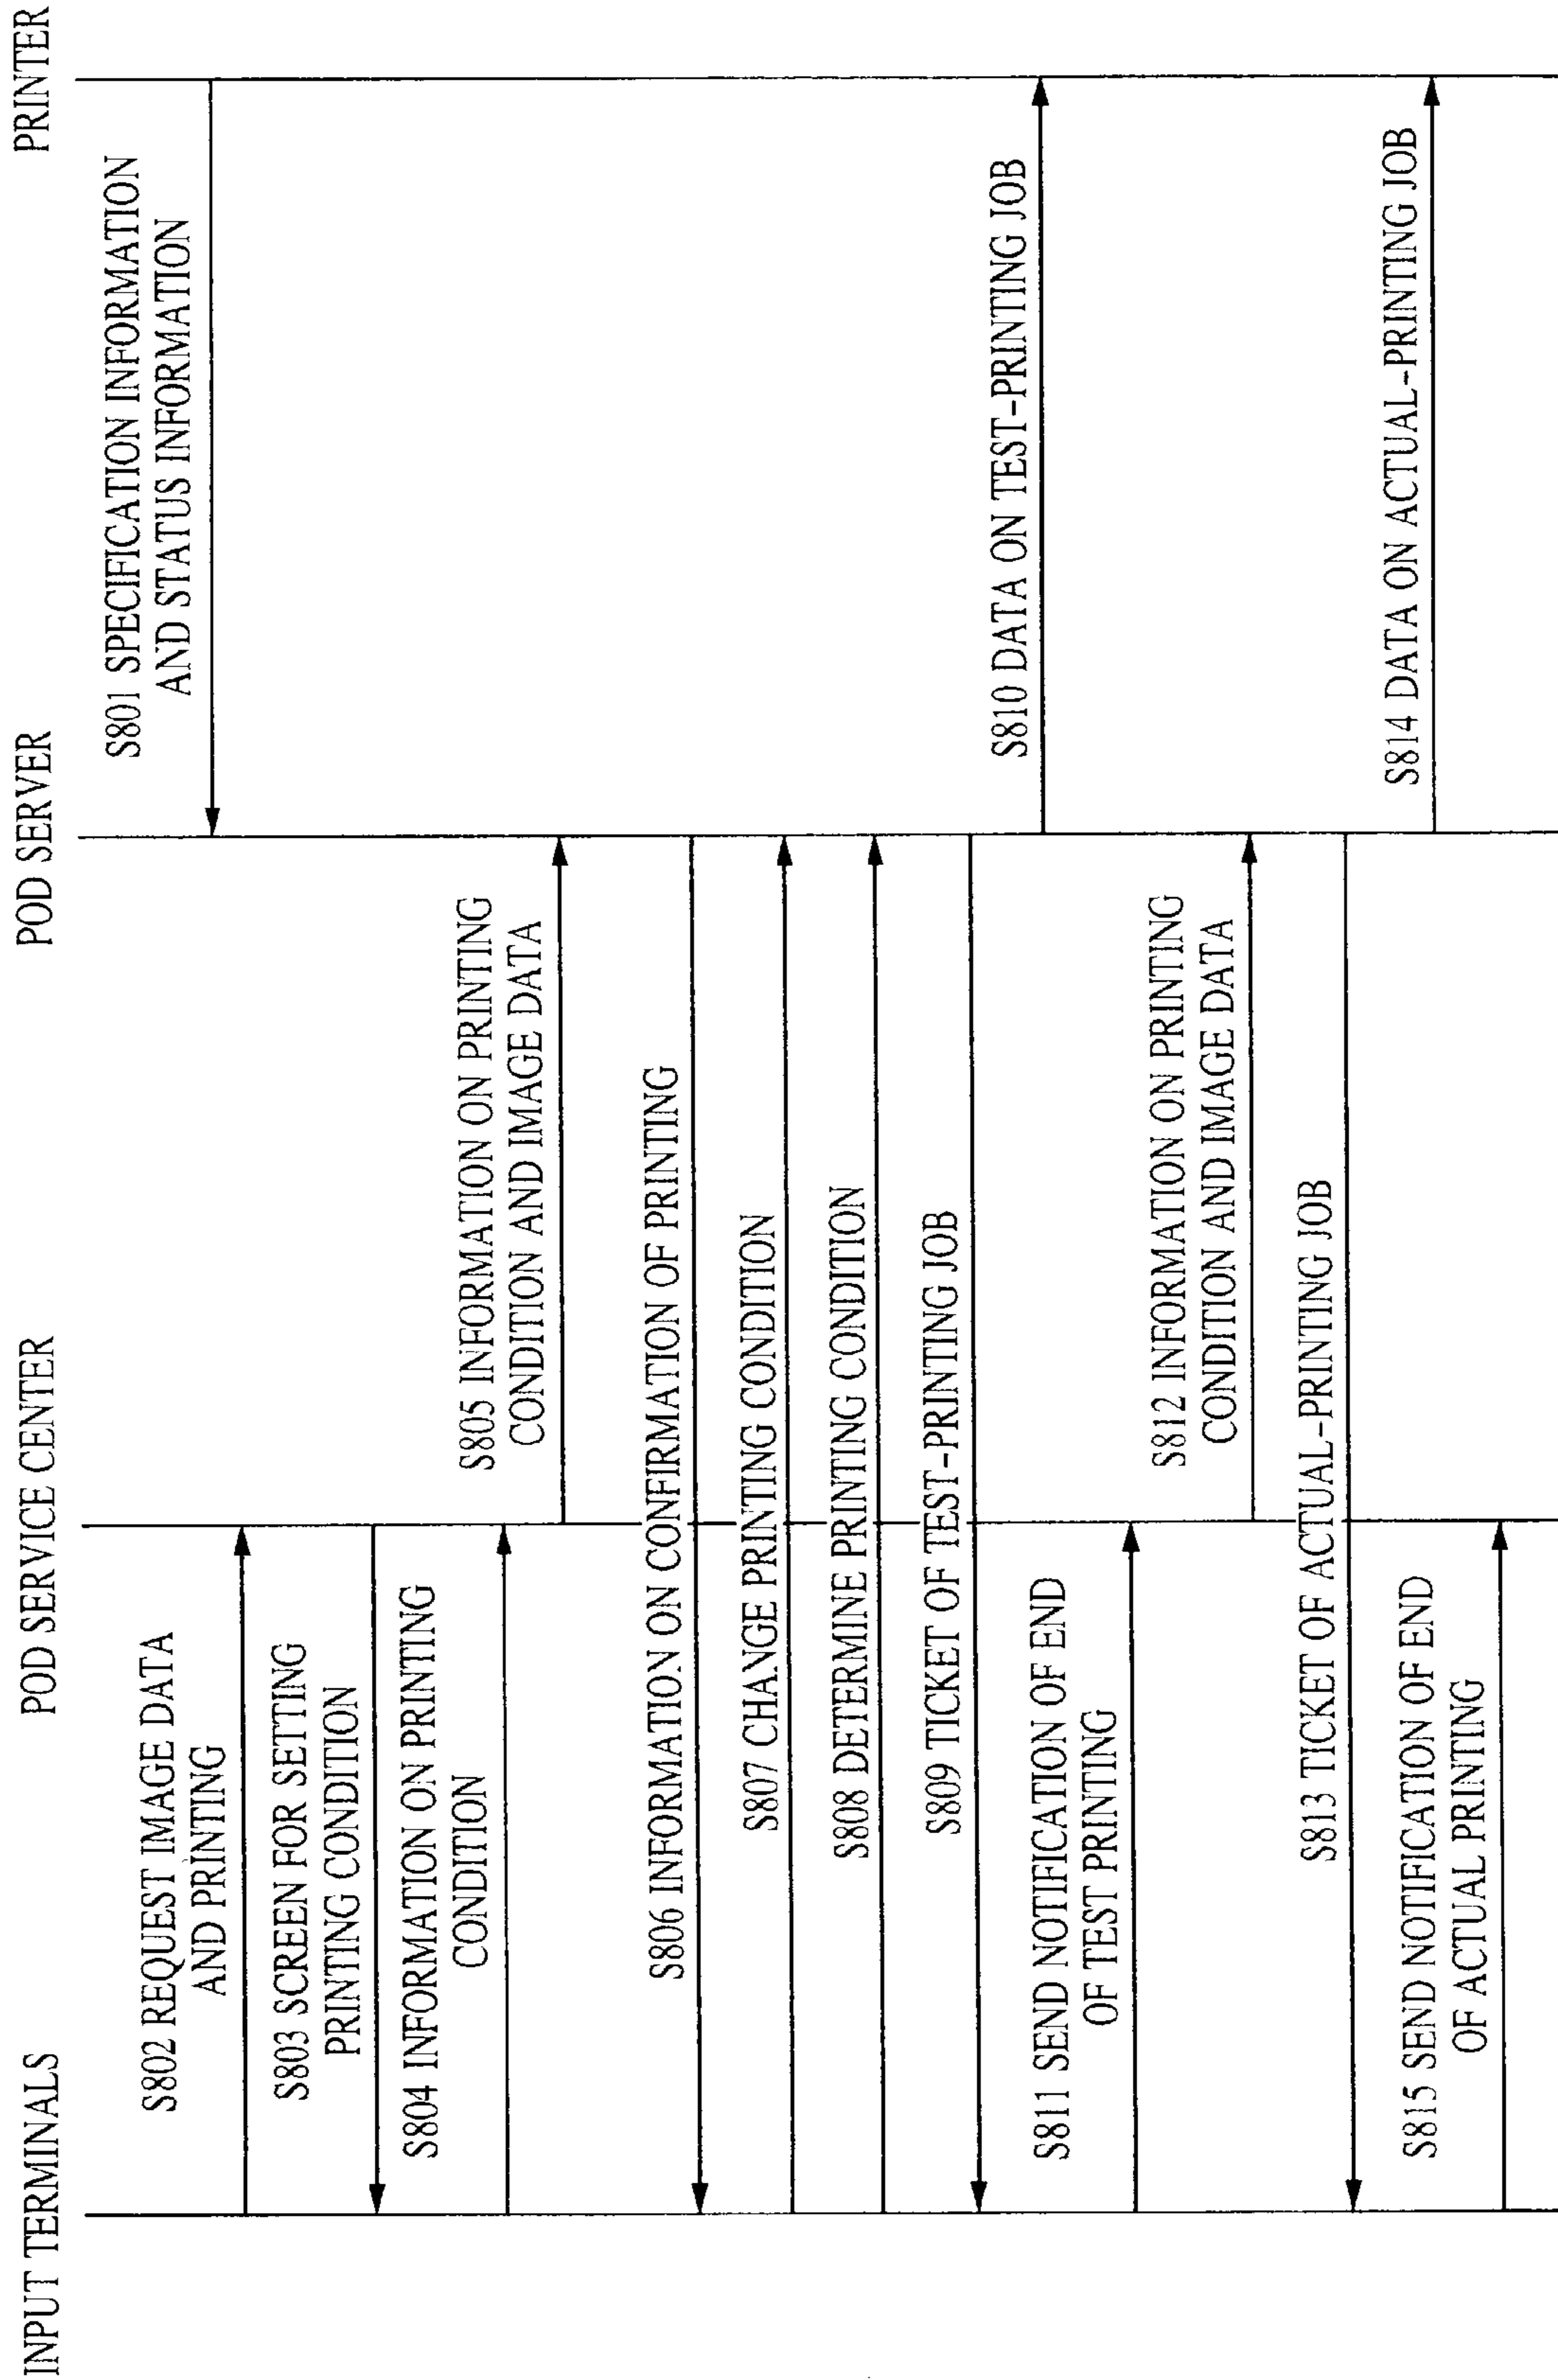 INPUT TERMINALS
POD SERVICE CENTER
POD SERVER
PRINTER
S801 SPECIFICATION INFORMATION
AND STATUS INFORMATION
S802 REQUEST IMAGE DATA
AND PRINTING
S803 SCREEN FOR SETTING
PRINTING CONDITION
S804 INFORMATION ON PRINTING
CONDITION
S805 INFORMATION ON PRINTING
CONDITION AND IMAGE DATA
S806 INFORMATION ON CONFIRMATION OF PRINTING
S807 CHANGE PRINTING CONDITION
S808 DETERMINE PRINTING CONDITION
S809 TICKET OF TEST-PRINTING JOB
S810 DATA ON TEST-PRINTING JOB
S811 SEND NOTIFICATION OF END
OF TEST PRINTING
S812 INFORMATION ON PRINTING
CONDITION AND IMAGE DATA
S813 TICKET OF ACTUAL-PRINTING JOB
S814 DATA ON ACTUAL-PRINTING JOB
S815 SEND NOTIFICATION OF END
OF ACTUAL PRINTING